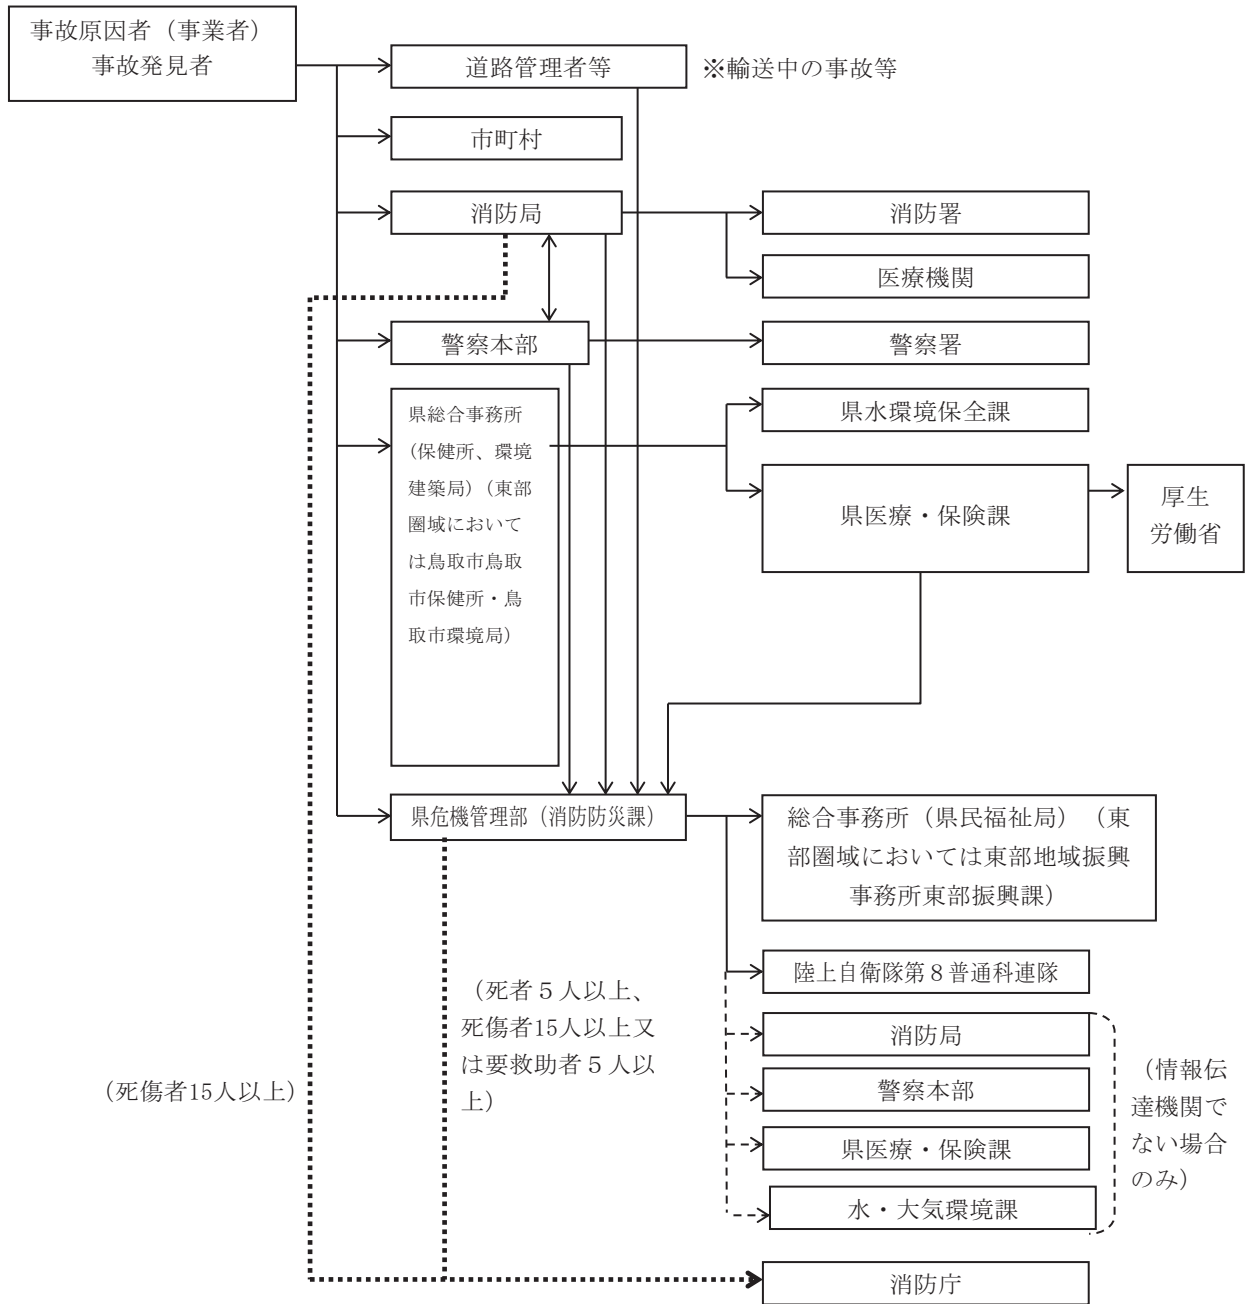 事故原因者（事業者）
事故発見者
道路管理者等
※輸送中の事故等
市町村
消防局
消防署
医療機関
警察本部
警察署
県総合事務所
（保健所、環境
建築局）（東部
圏域において
は鳥取市鳥取
市保健所・鳥
取市環境局）
県水環境保全課
県医療・保険課
厚生
労働省
県危機管理部（消防防災課）
総合事務所（県民福祉局）（東
部圏域においては東部地域振興
事務所東部振興課）
陸上自衛隊第８普通科連隊
（死者５人以上、
死傷者15人以上又
は要救助者５人以
上）
（死傷者15人以上）
消防局
警察本部
県医療・保険課
水・大気環境課
（情報伝
達機関で
ない場合
のみ）
消防庁